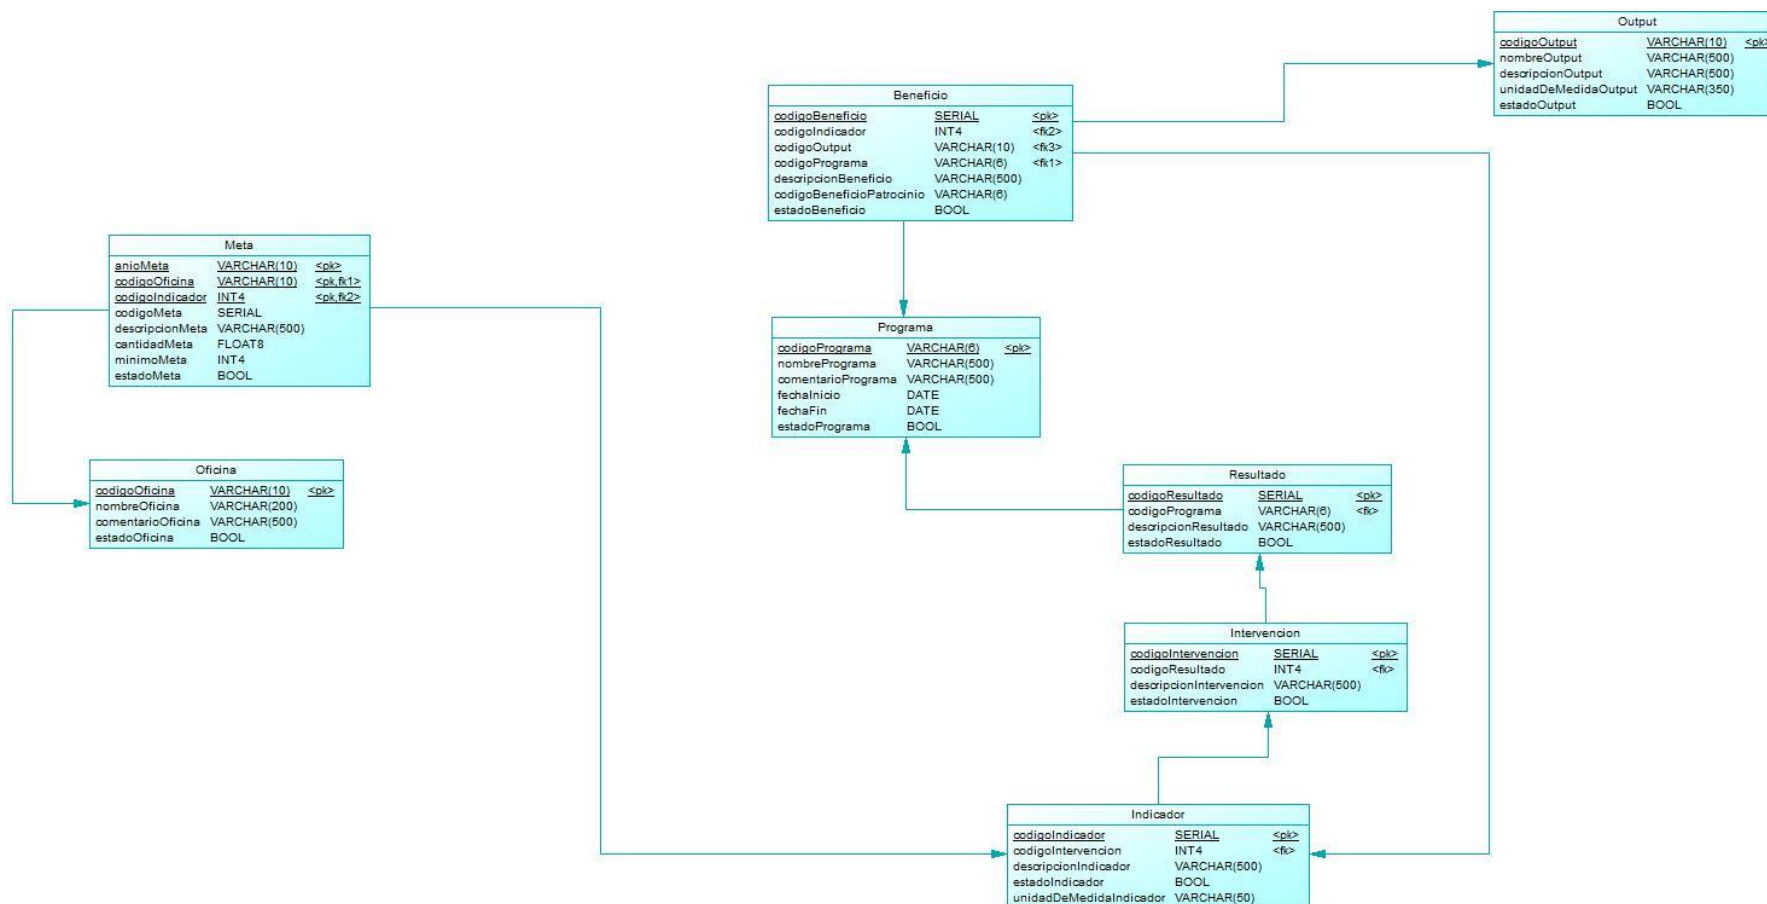 Output
codigoOutput VARCHAR(10) <pk>
nombreOutput VARCHAR(500)
descripcionOutput VARCHAR(500)
unidadDeMedidaOutput VARCHAR(350)
estadoOutput BOOL
Beneficio
codigoBeneficio SERIAL <pk>
codigoIndicador INT4 <fk2>
codigoOutput VARCHAR(10) <fk3>
codigoPrograma VARCHAR(6) <fk1>
descripcionBeneficio VARCHAR(500)
codigoBeneficioPatrocinio VARCHAR(6)
estadoBeneficio BOOL
Meta
anioMeta VARCHAR(10) <pk>
codigoOficina VARCHAR(10) <pk,fk1>
codigoIndicador INT4 <pk,fk2>
codigoMeta SERIAL
descripcionMeta VARCHAR(500)
cantidadMeta FLOAT8
minimoMeta INT4
estadoMeta BOOL
Programa
codigoPrograma VARCHAR(6) <pk>
nombrePrograma VARCHAR(500)
comentarioPrograma VARCHAR(500)
fechaInicio DATE
fechaFin DATE
estadoPrograma BOOL
Oficina
codigoOficina VARCHAR(10) <pk>
nombreOficina VARCHAR(200)
comentarioOficina VARCHAR(500)
estadoOficina BOOL
Resultado
codigoResultado SERIAL <pk>
codigoPrograma VARCHAR(6) <fk>
descripcionResultado VARCHAR(500)
estadoResultado BOOL
Intervencion
codigoIntervencion SERIAL <pk>
codigoResultado INT4 <fk>
descripcionIntervencion VARCHAR(500)
estadoIntervencion BOOL
Indicador
codigoIndicador SERIAL <pk>
codigoIntervencion INT4 <fk>
descripcionIndicador VARCHAR(500)
estadoIndicador BOOL
unidadDeMedidaIndicador VARCHAR(50)